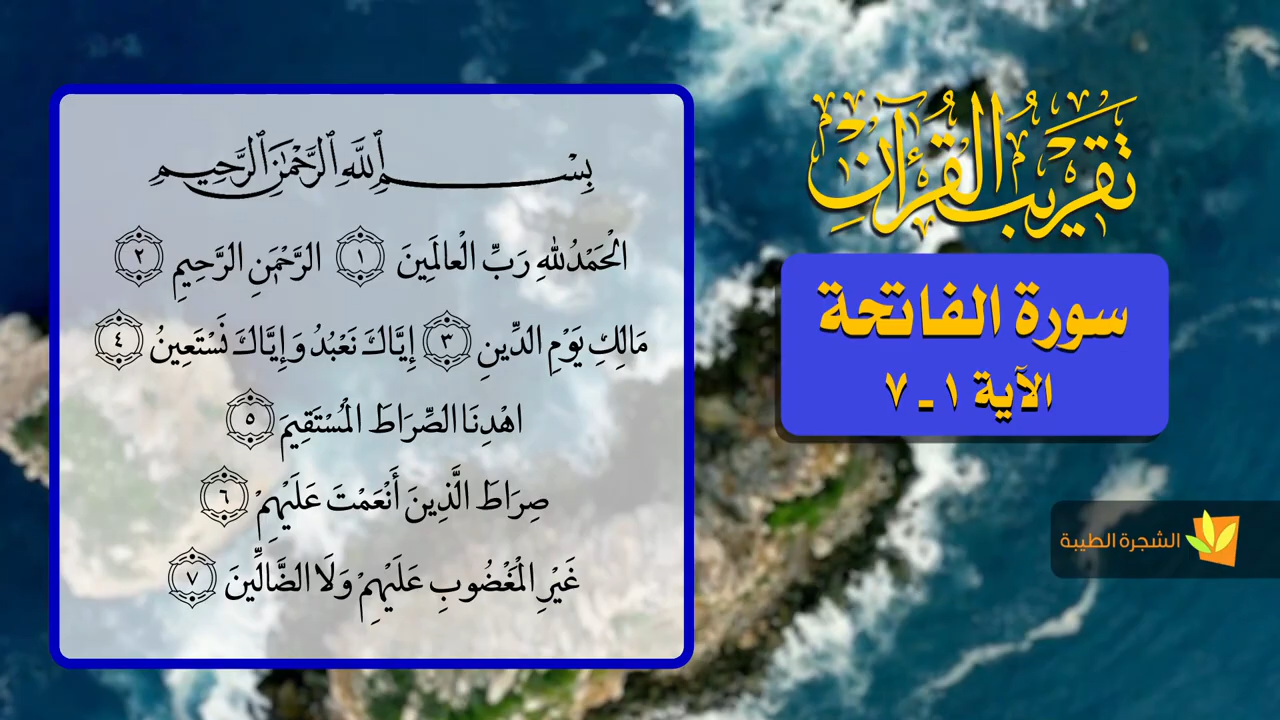 تقريب القرآن
سورة الفاتحة
الآية ١ ـ ٧
الشجرة الطيبة
بِسْمِ ٱللَّهِ ٱلرَّحْمَٰنِ ٱلرَّحِيمِ
الْحَمْدُ لِلّٰهِ رَبِّ الْعَالَمِينَ ١ الرَّحْمٰنِ الرَّحِيمِ ٢
مَالِكِ يَوْمِ الدِّينِ ٣ إِيَّاكَ نَعْبُدُ وَإِيَّاكَ نَسْتَعِينُ ٤
اهْدِنَا الصِّرَاطَ الْمُسْتَقِيمَ ٥
صِرَاطَ الَّذِينَ أَنْعَمْتَ عَلَيْهِمْ ٦
غَيْرِ الْمَغْضُوبِ عَلَيْهِمْ وَلَا الضَّالِّينَ ٧